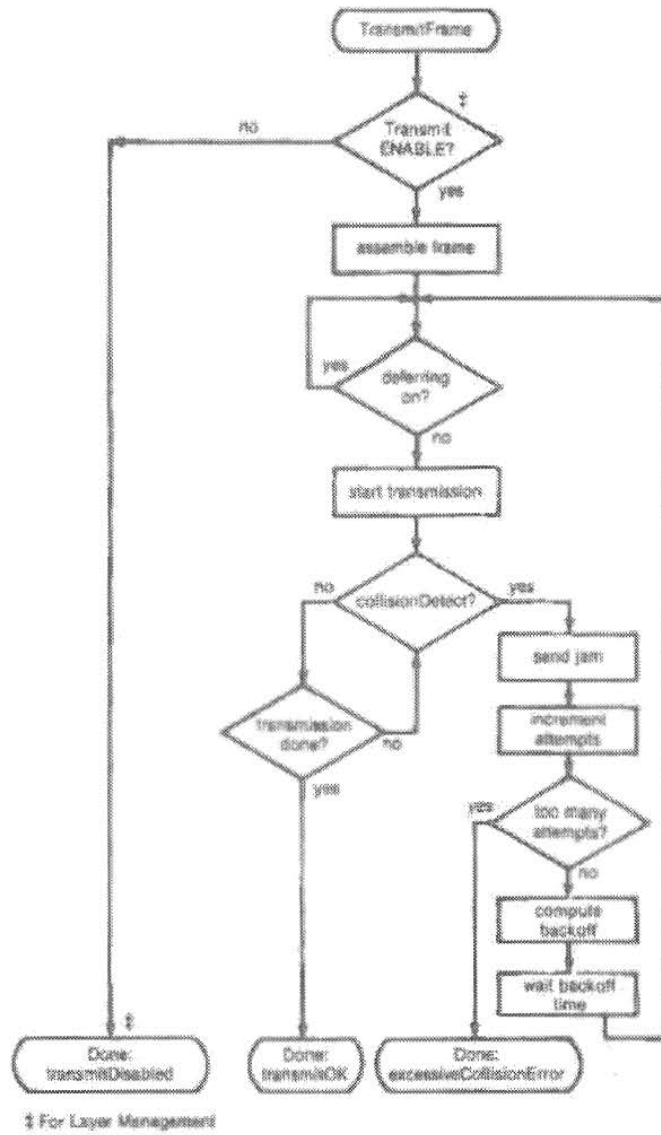 TransmitFrame
‡
no
Transmit
ENABLE?
yes
assemble frame
yes
deferring
on?
no
start transmission
no
collisionDetect?
yes
send jam
transmission
done?
no
increment
attempts
yes
yes
too many
attempts?
no
compute
backoff
wait backoff
time
‡
Done:
transmitDisabled
Done:
transmitOK
Done:
excessiveCollisionError
‡ For Layer Management